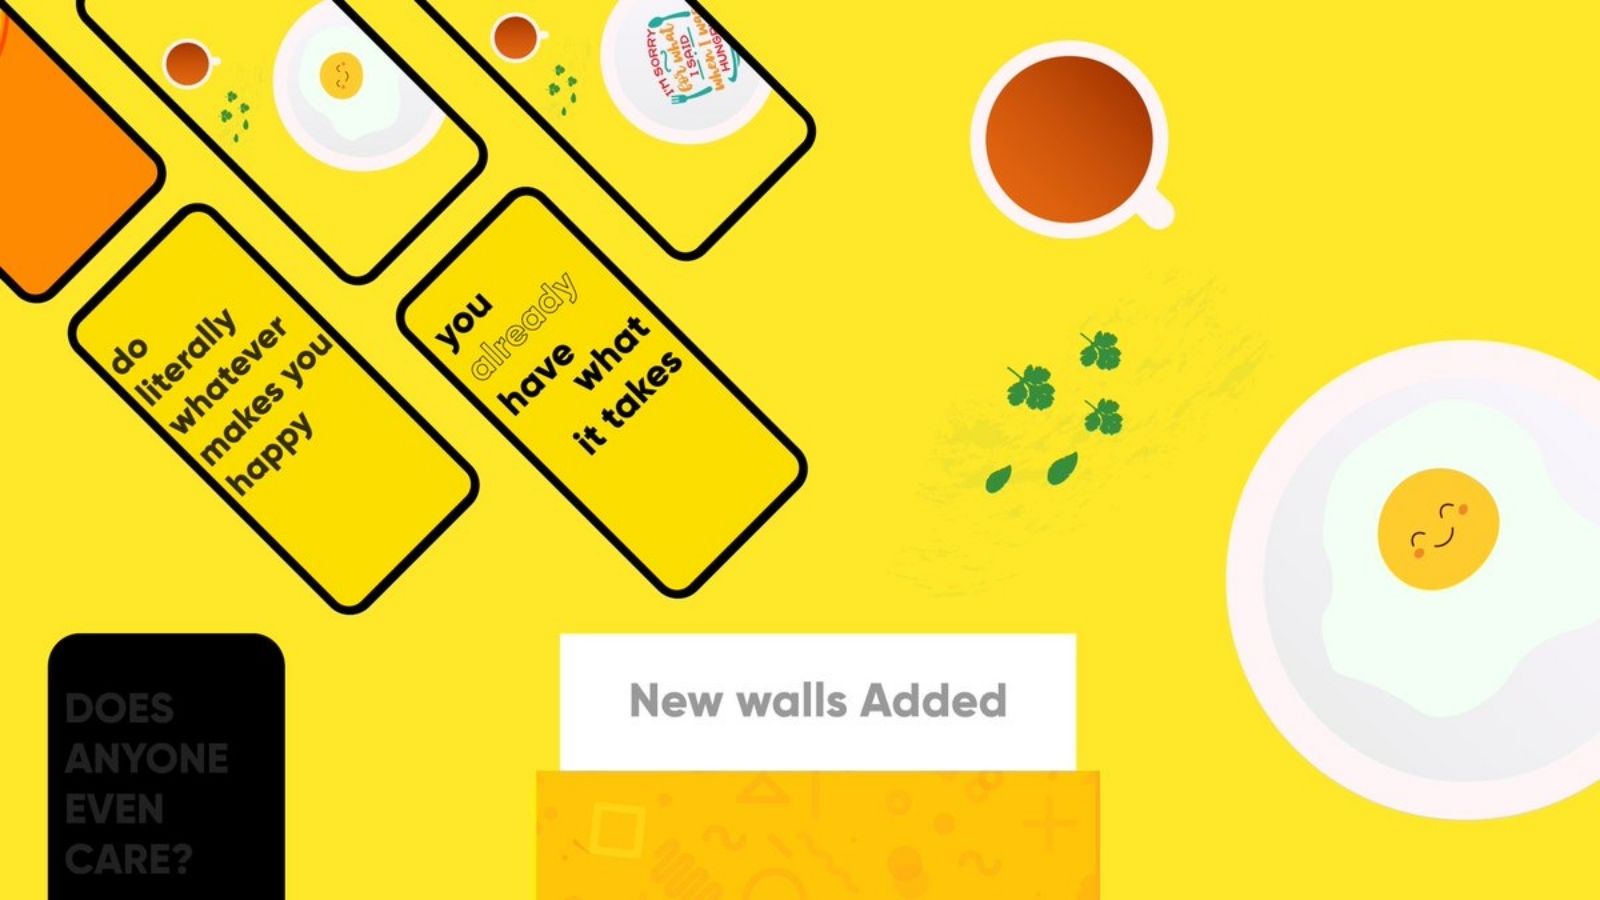 I'M SORRY
for what
I SAID
when I was
HUNGRY
do
literally
whatever
makes you
happy
you
already
have
what
it takes
New walls Added
DOES
ANYONE
EVEN
CARE?